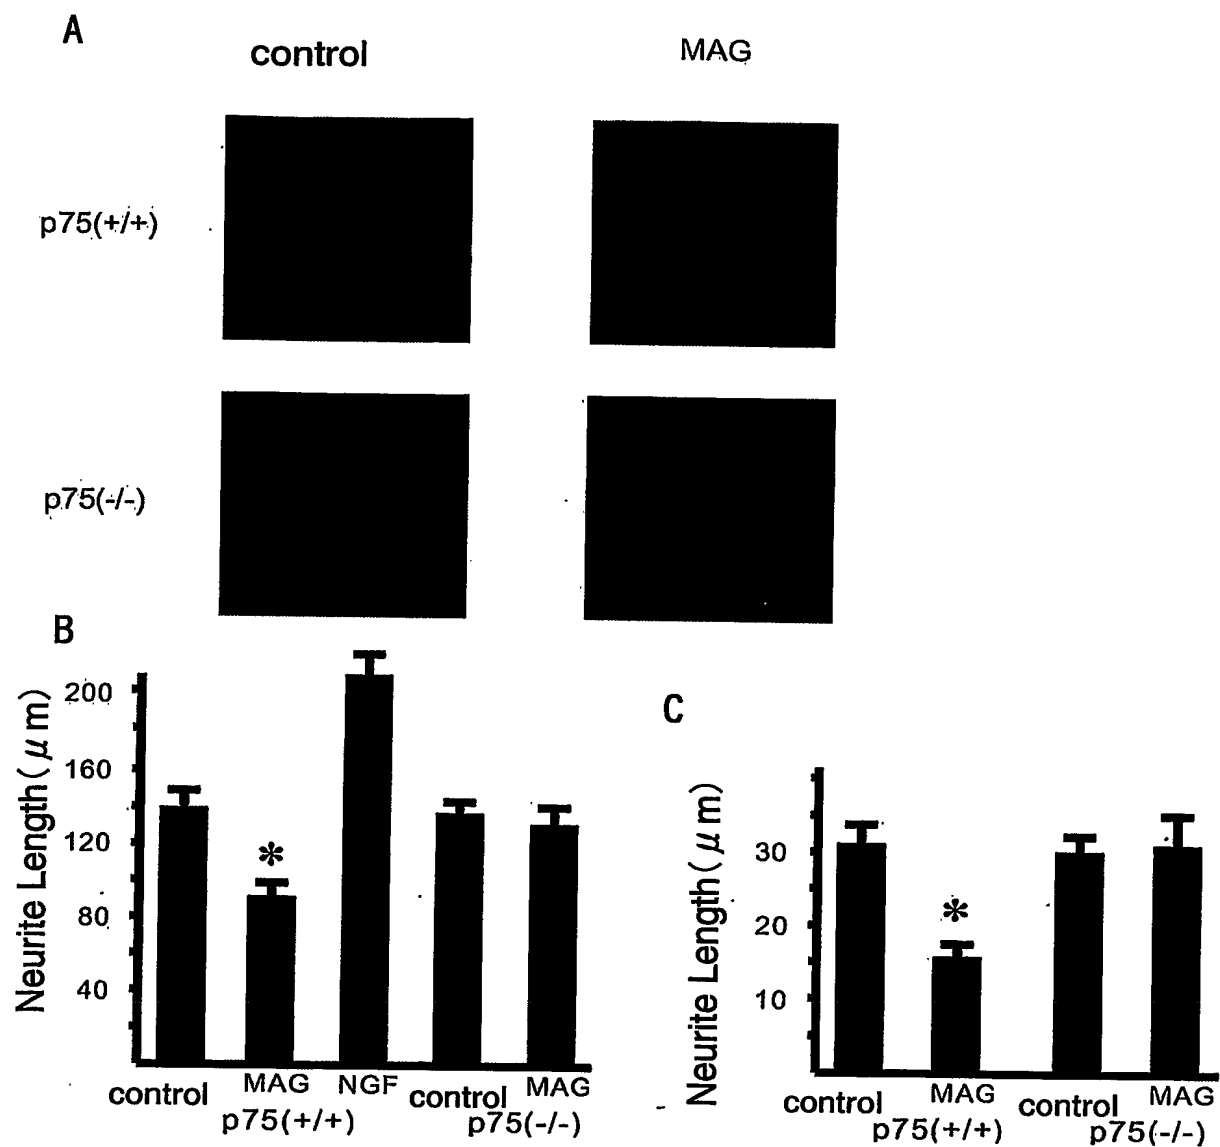 A
control MAG
p75(+/+)
p75(-/-)
B
Neurite Length(μm)
200
160
120
80
40
*
control MAG NGF control MAG
p75(+/+) p75(-/-)
C
Neurite Length(μm)
30
20
10
*
control MAG control MAG
p75(+/+) p75(-/-)